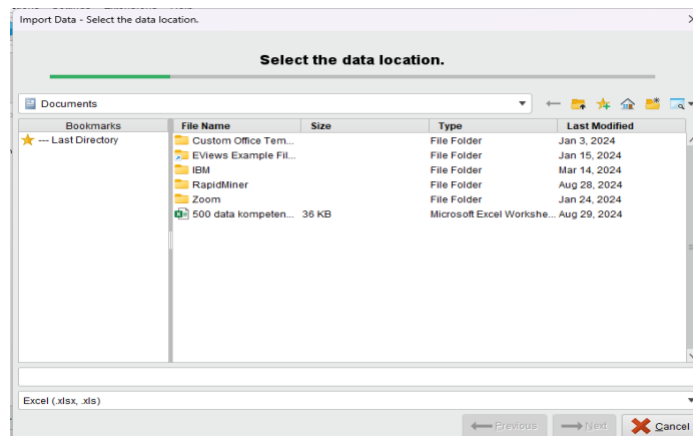 Import Data - Select the data location.
Select the data location.
Documents
Bookmarks File Name Size Type Last Modified
--- Last Directory Custom Office Tem... File Folder Jan 3, 2024
EViews Example Fil... File Folder Jan 15, 2024
IBM File Folder Mar 14, 2024
RapidMiner File Folder Aug 28, 2024
Zoom File Folder Jan 24, 2024
500 data kompeten... 36 KB Microsoft Excel Workshe... Aug 29, 2024
Excel (.xlsx, .xls)
Previous Next Cancel